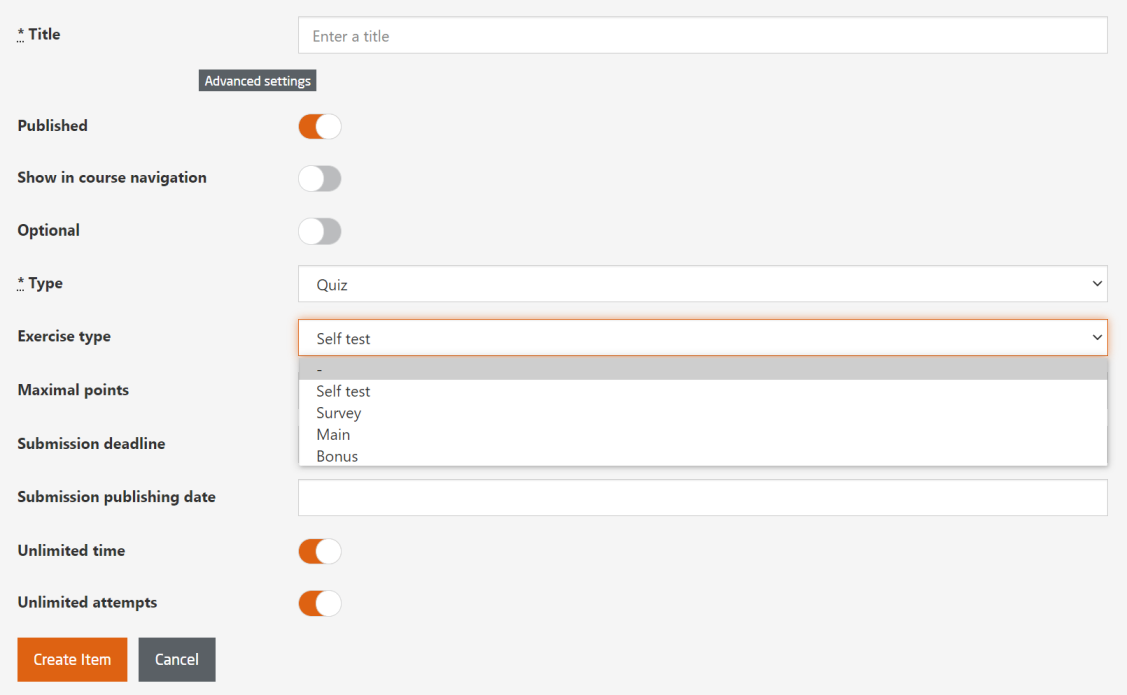 * Title
Enter a title
Advanced settings
Published
Show in course navigation
Optional
* Type
Quiz
Exercise type
Self test
-
Self test
Survey
Main
Bonus
Maximal points
Submission deadline
Submission publishing date
Unlimited time
Unlimited attempts
Create Item
Cancel